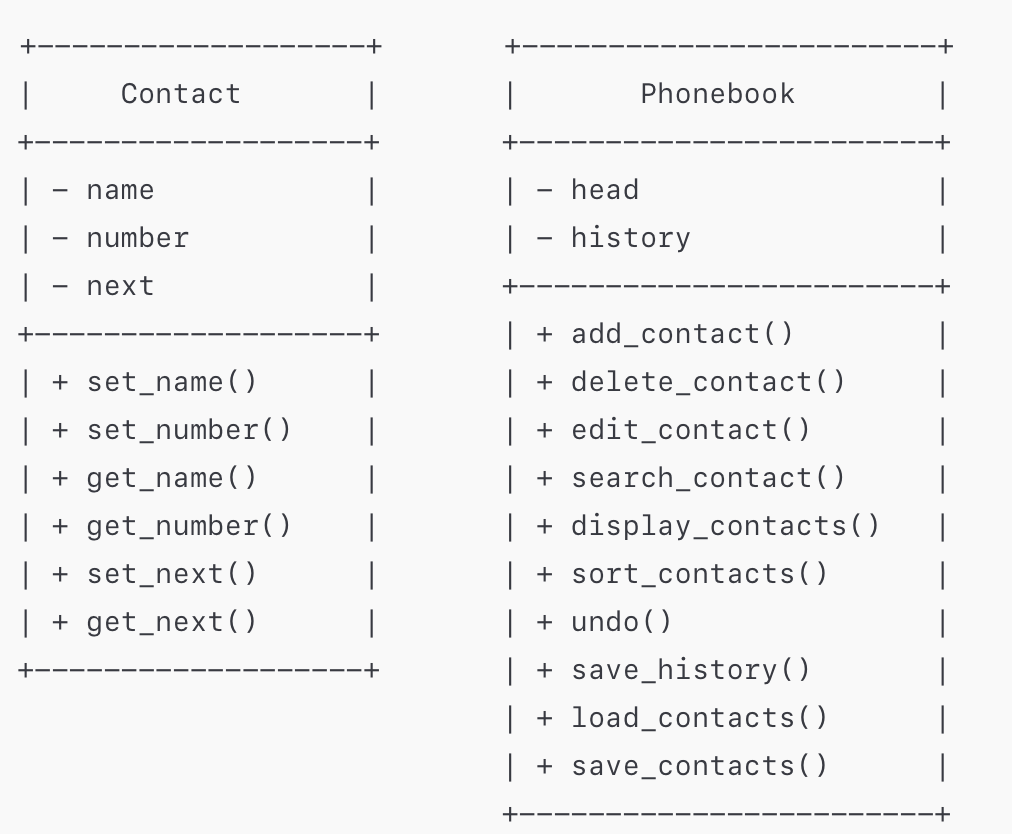 +-------------------+
| Contact |
+-------------------+
| - name |
| - number |
| - next |
+-------------------+
| + set_name() |
| + set_number() |
| + get_name() |
| + get_number() |
| + set_next() |
| + get_next() |
+-------------------+
+------------------------+
| Phonebook |
+------------------------+
| - head |
| - history |
+------------------------+
| + add_contact() |
| + delete_contact() |
| + edit_contact() |
| + search_contact() |
| + display_contacts() |
| + sort_contacts() |
| + undo() |
| + save_history() |
| + load_contacts() |
| + save_contacts() |
+------------------------+